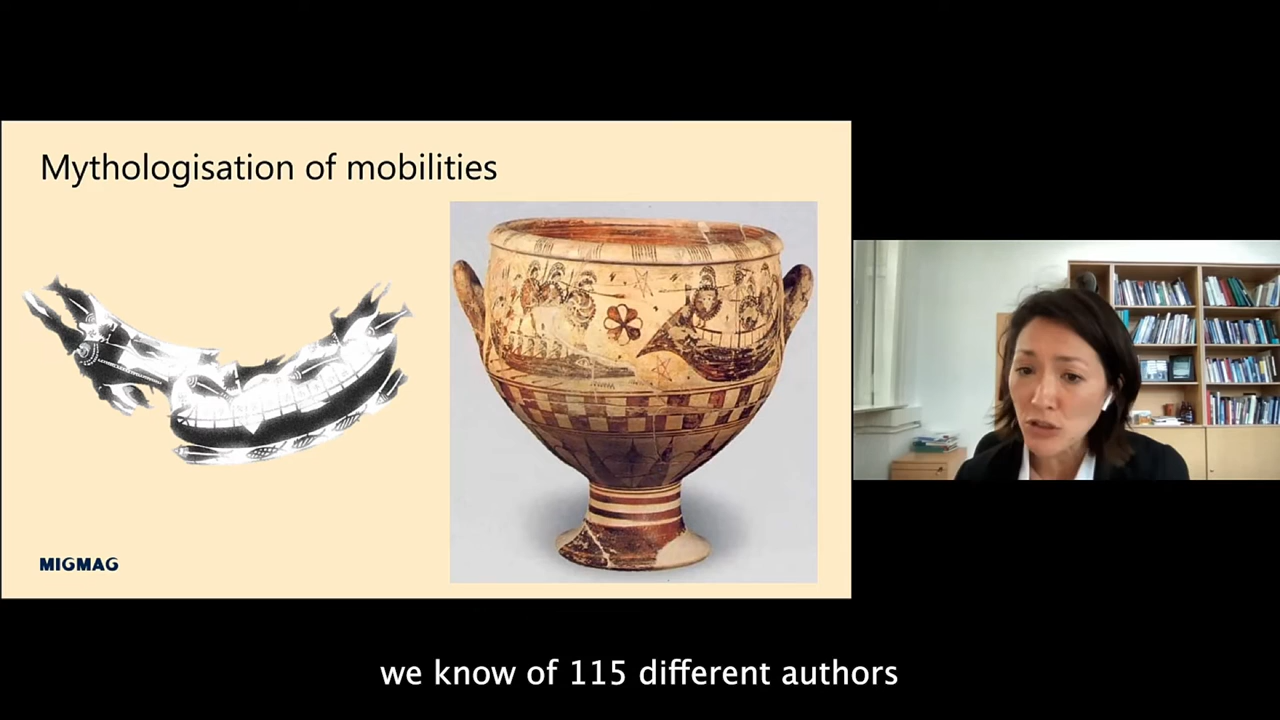 Mythologisation of mobilities
MIGMAG
we know of 115 different authors